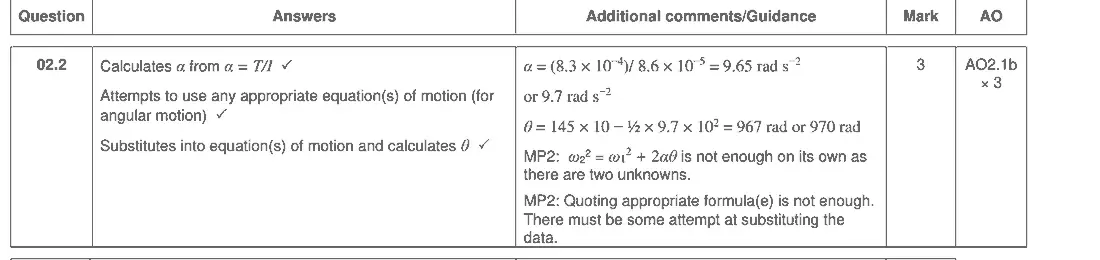 Question Answers Additional comments/Guidance Mark AO
02.2 Calculates α from α = T/I ✓ α = (8.3 × 10⁻⁴)/ 8.6 × 10⁻⁵ = 9.65 rad s⁻² 3 AO2.1b × 3
Attempts to use any appropriate equation(s) of motion (for
angular motion) ✓
Substitutes into equation(s) of motion and calculates θ ✓
or 9.7 rad s⁻²
θ = 145 × 10 – ½ × 9.7 × 10² = 967 rad or 970 rad
MP2: ω₂² = ω₁² + 2αθ is not enough on its own as
there are two unknowns.
MP2: Quoting appropriate formula(e) is not enough.
There must be some attempt at substituting the
data.